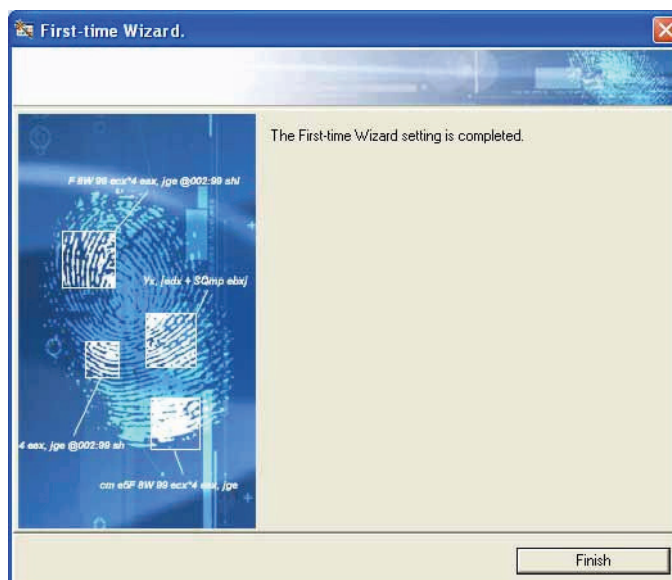 First-time Wizard.
The First-time Wizard setting is completed.
F 8W 99 ecx*4 eax, jge @002:99 shl
Yx, jedx + SQmp ebxj
4 eax, jge @002:99 sh
cm e5F 8W 99 ecx*4 eax, jge
Finish